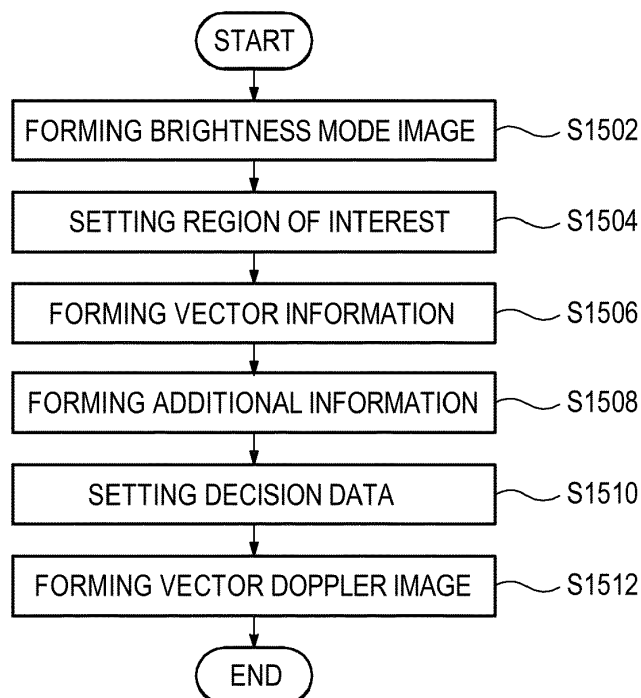 START
FORMING BRIGHTNESS MODE IMAGE S1502
SETTING REGION OF INTEREST S1504
FORMING VECTOR INFORMATION S1506
FORMING ADDITIONAL INFORMATION S1508
SETTING DECISION DATA S1510
FORMING VECTOR DOPPLER IMAGE S1512
END